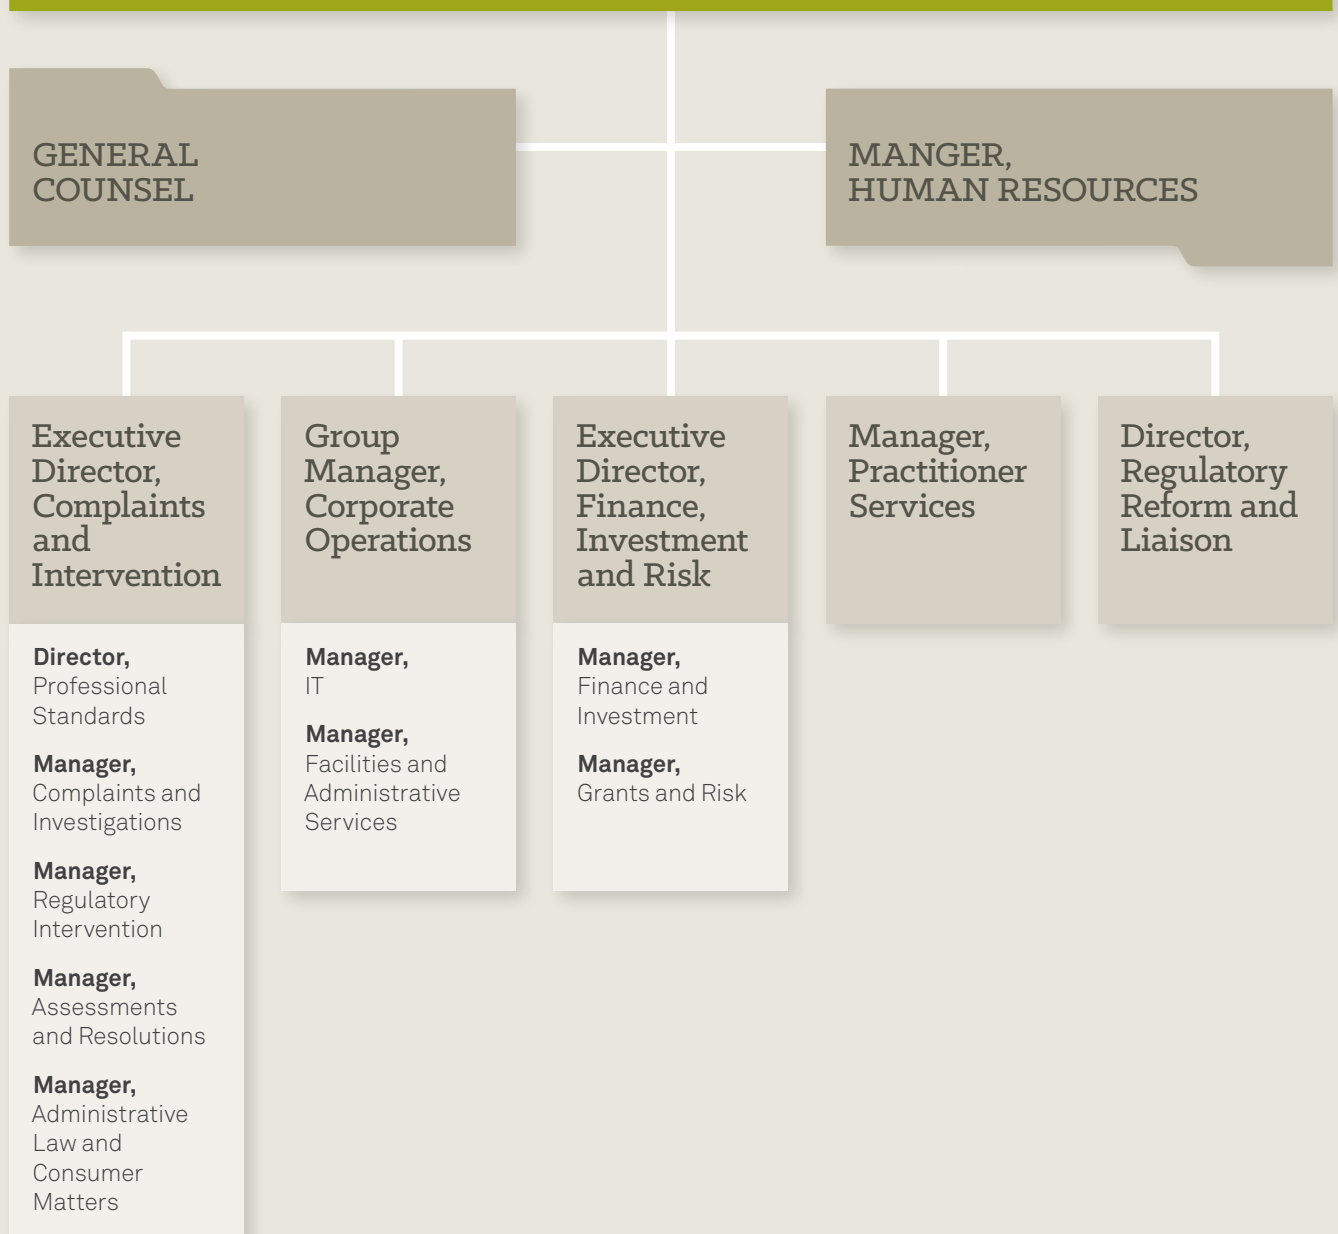 GENERAL
COUNSEL
MANGER,
HUMAN RESOURCES
Executive
Director,
Complaints
and
Intervention
Director,
Professional
Standards
Manager,
Complaints and
Investigations
Manager,
Regulatory
Intervention
Manager,
Assessments
and Resolutions
Manager,
Administrative
Law and
Consumer
Matters
Group
Manager,
Corporate
Operations
Manager,
IT
Manager,
Facilities and
Administrative
Services
Executive
Director,
Finance,
Investment
and Risk
Manager,
Finance and
Investment
Manager,
Grants and Risk
Manager,
Practitioner
Services
Director,
Regulatory
Reform and
Liaison